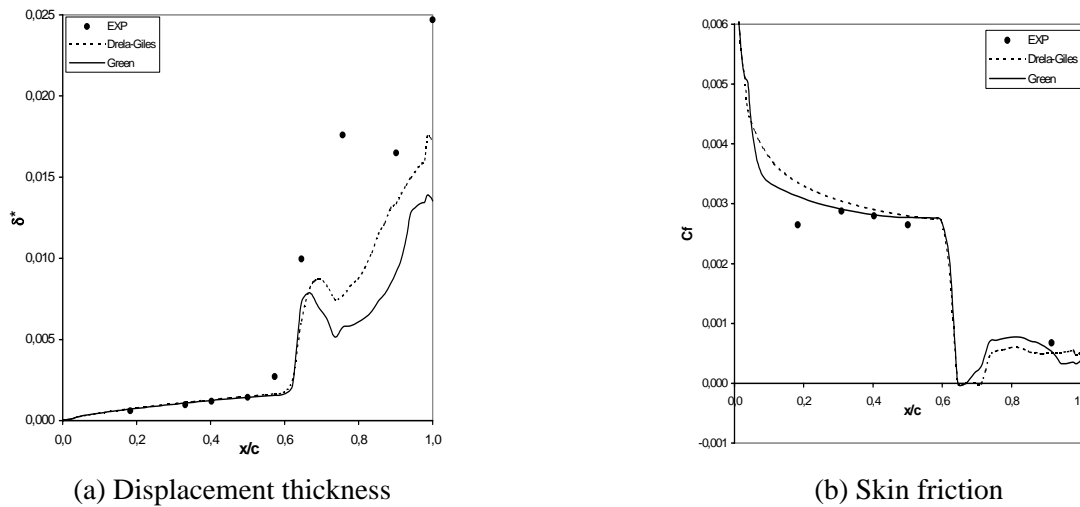 0,025
0,020
0,015
0,010
0,005
0,000
δ*
EXP
Drela-Giles
Green
0,0
0,2
0,4
0,6
0,8
1,0
x/c
(a) Displacement thickness
0,006
0,005
0,004
0,003
0,002
0,001
0,000
-0,001
Cf
EXP
Drela-Giles
Green
0,0
0,2
0,4
0,6
0,8
x/c
(b) Skin friction